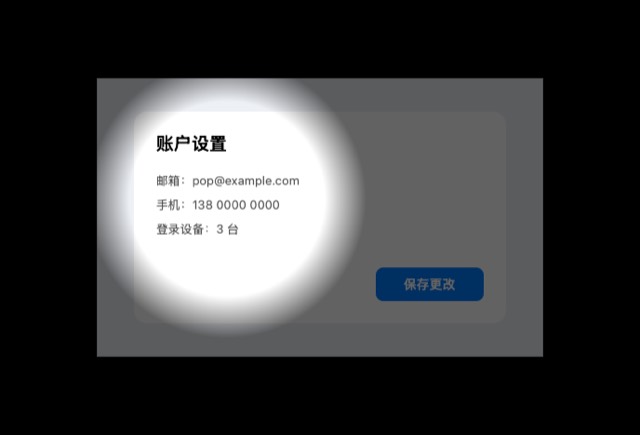 账户设置
邮箱：pop@example.com
手机：138 0000 0000
登录设备：3 台
保存更改